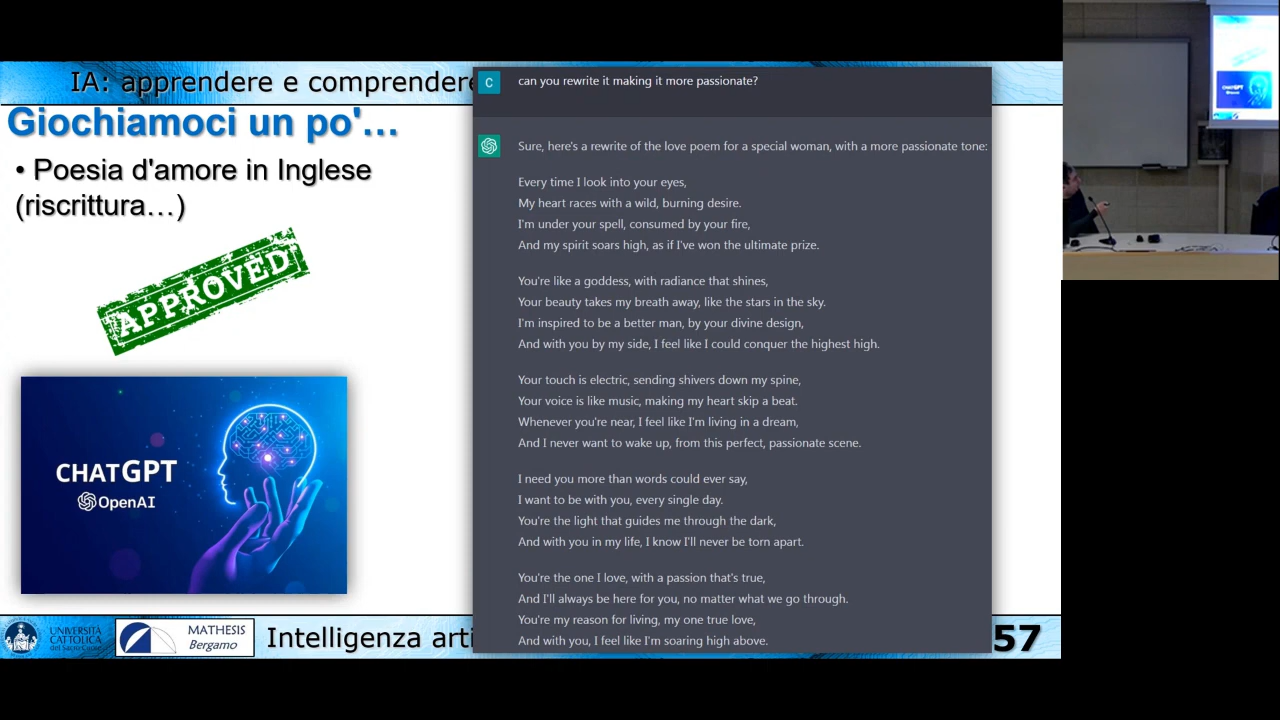 IA: apprendere e comprendere
Giochiamoci un po'...
• Poesia d'amore in Inglese
(riscrittura...)
APPROVED
CHATGPT
OpenAI
C
can you rewrite it making it more passionate?
Sure, here's a rewrite of the love poem for a special woman, with a more passionate tone:
Every time I look into your eyes,
My heart races with a wild, burning desire.
I'm under your spell, consumed by your fire,
And my spirit soars high, as if I've won the ultimate prize.
You're like a goddess, with radiance that shines,
Your beauty takes my breath away, like the stars in the sky.
I'm inspired to be a better man, by your divine design,
And with you by my side, I feel like I could conquer the highest high.
Your touch is electric, sending shivers down my spine,
Your voice is like music, making my heart skip a beat.
Whenever you're near, I feel like I'm living in a dream,
And I never want to wake up, from this perfect, passionate scene.
I need you more than words could ever say,
I want to be with you, every single day.
You're the light that guides me through the dark,
And with you in my life, I know I'll never be torn apart.
You're the one I love, with a passion that's true,
And I'll always be here for you, no matter what we go through.
You're my reason for living, my one true love,
And with you, I feel like I'm soaring high above.
UNIVERSITÀ
CATTOLICA
del Sacro Cuore
MATHESIS
Bergamo
Intelligenza arti
57